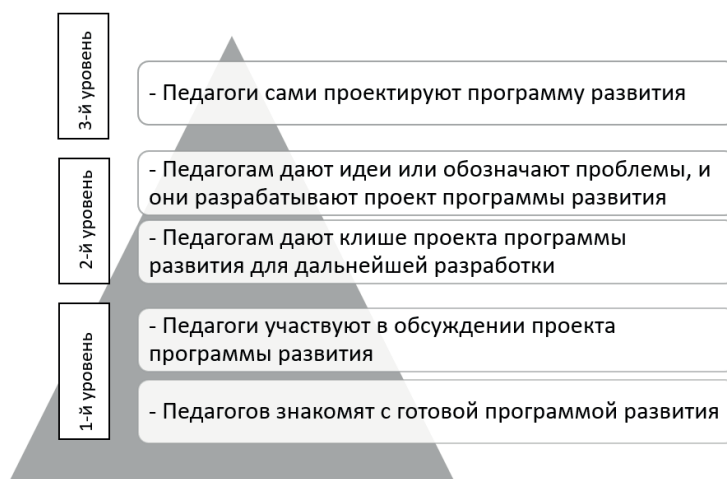 3-й уровень
- Педагоги сами проектируют программу развития
2-й уровень
- Педагогам дают идеи или обозначают проблемы, и
они разрабатывают проект программы развития
- Педагогам дают клише проекта программы
развития для дальнейшей разработки
1-й уровень
- Педагоги участвуют в обсуждении проекта
программы развития
- Педагогов знакомят с готовой программой развития